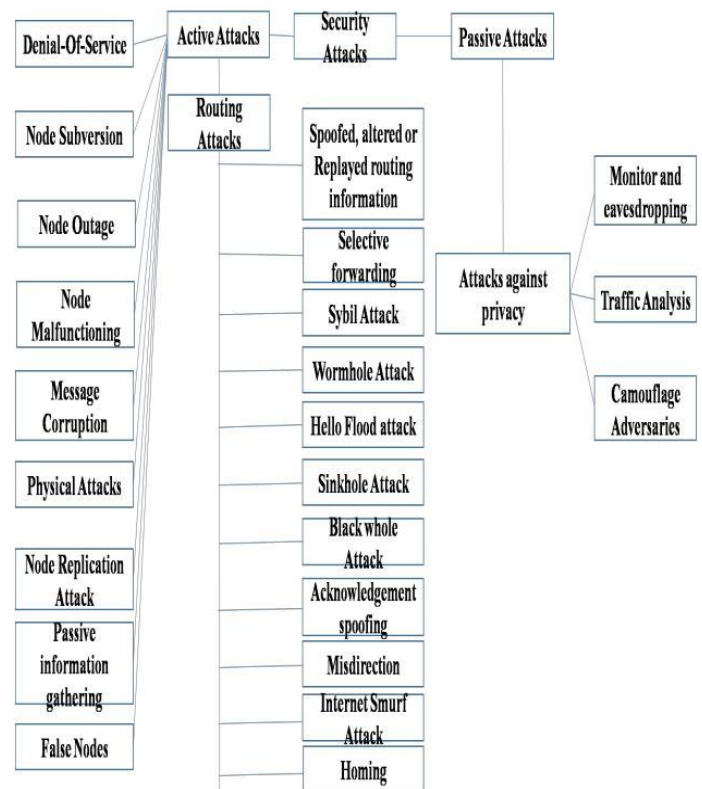 Denial-Of-Service
Active Attacks
Security
Attacks
Passive Attacks
Node Subversion
Routing
Attacks
Spoofed, altered or
Replayed routing
information
Monitor and
eavesdropping
Node Outage
Selective
forwarding
Attacks against
privacy
Traffic Analysis
Node
Malfunctioning
Sybil Attack
Wormhole Attack
Message
Corruption
Hello Flood attack
Camouflage
Adversaries
Physical Attacks
Sinkhole Attack
Black whole
Attack
Node Replication
Attack
Acknowledgement
spoofing
Passive
information
gathering
Misdirection
False Nodes
Internet Smurf
Attack
Homing